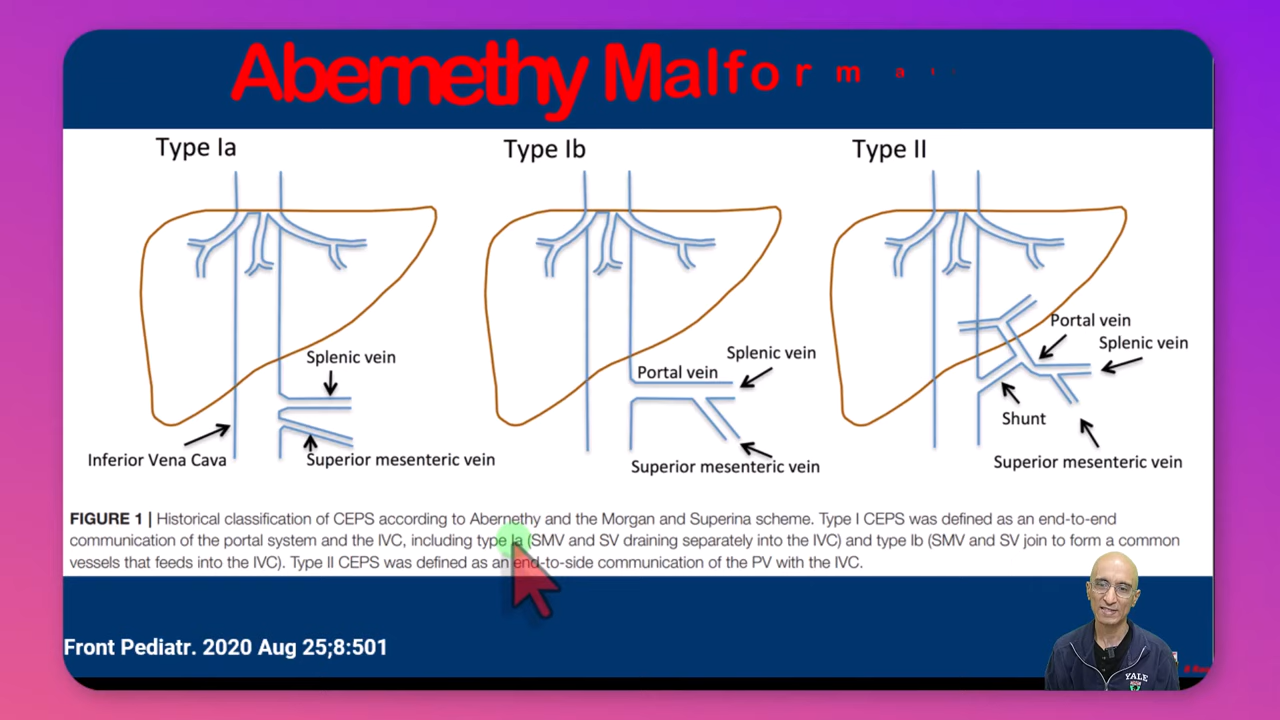 Abernethy Malforma
Type Ia
Type Ib
Type II
Splenic vein
Inferior Vena Cava
Superior mesenteric vein
Portal vein
Splenic vein
Superior mesenteric vein
Portal vein
Splenic vein
Shunt
Superior mesenteric vein
FIGURE 1 | Historical classification of CEPS according to Abernethy and the Morgan and Superina scheme. Type I CEPS was defined as an end-to-end
communication of the portal system and the IVC, including type Ia (SMV and SV draining separately into the IVC) and type Ib (SMV and SV join to form a common
vessels that feeds into the IVC). Type II CEPS was defined as an end-to-side communication of the PV with the IVC.
Front Pediatr. 2020 Aug 25;8:501
YALE